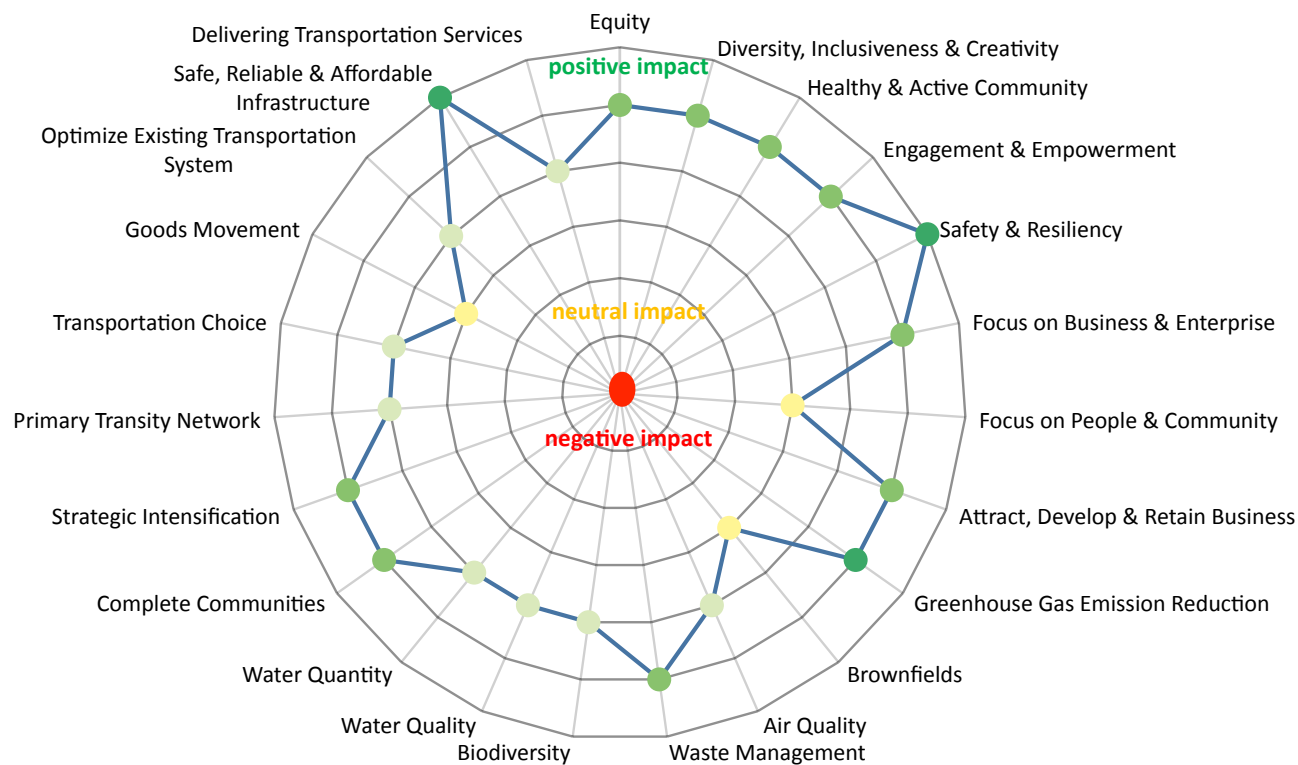 Equity
Diversity, Inclusiveness & Creativity
Healthy & Active Community
Engagement & Empowerment
Safety & Resiliency
Focus on Business & Enterprise
Focus on People & Community
Attract, Develop & Retain Business
Greenhouse Gas Emission Reduction
Brownfields
Air Quality
Waste Management
Biodiversity
Water Quality
Water Quantity
Complete Communities
Strategic Intensification
Primary Transity Network
Transportation Choice
Goods Movement
Optimize Existing Transportation
System
Safe, Reliable & Affordable
Infrastructure
Delivering Transportation Services
positive impact
neutral impact
negative impact